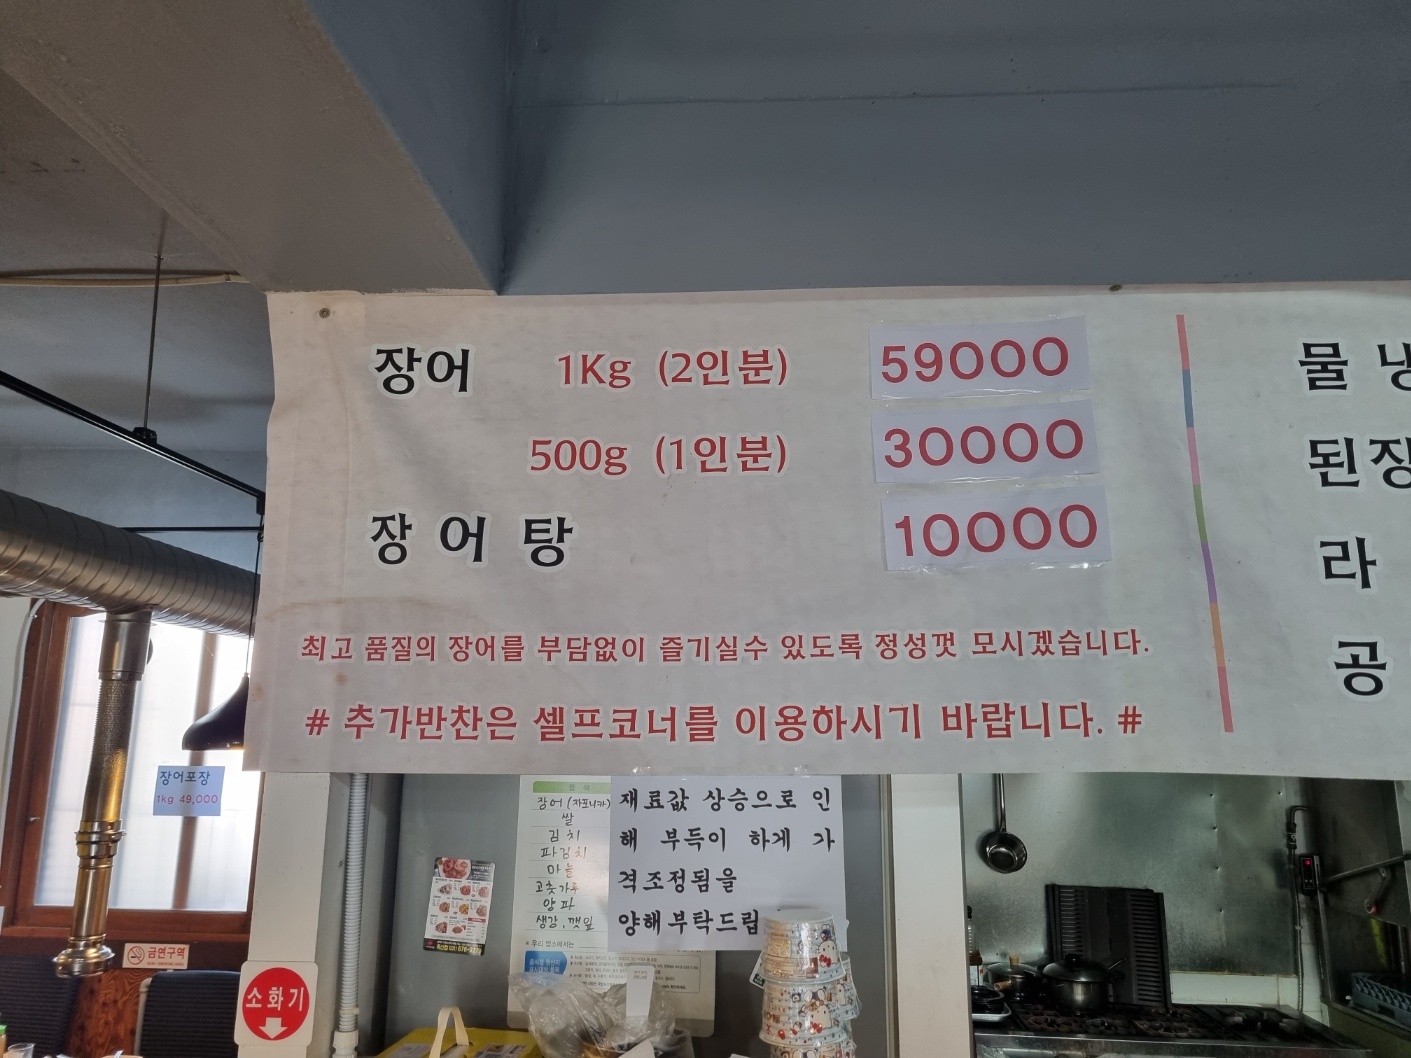 장어 1Kg (2인분) 59000
500g (1인분) 30000
장 어 탕 10000
최고 품질의 장어를 부담없이 즐기실수 있도록 정성껏 모시겠습니다.
# 추가반찬은 셀프코너를 이용하시기 바랍니다. #
물
된장
라
공
장어포장
1kg 49,000
장어(자포니카)
쌀
김치
파김치
마늘
고춧가루
양파
생강, 깻잎
재료값 상승으로 인
해 부득이 하게 가
격조정됨을
양해부탁드립
금연구역
소화기